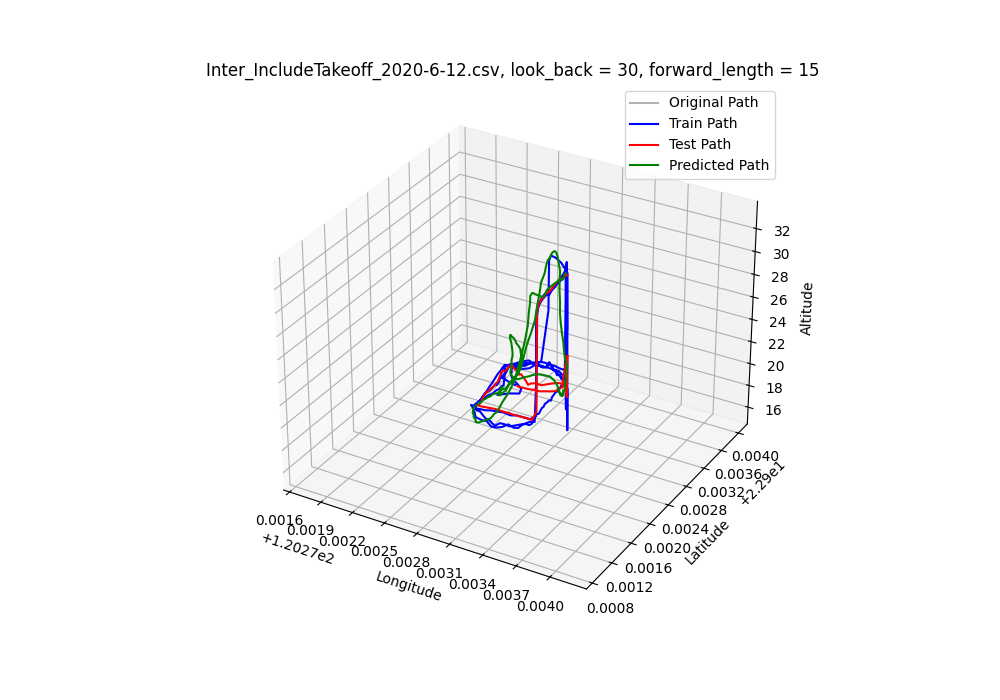 Inter_IncludeTakeoff_2020-6-12.csv, look_back = 30, forward_length = 15
Original Path
Train Path
Test Path
Predicted Path
32
30
28
26
24
22
20
18
16
Altitude
0.0040
0.0036
0.0032
0.0028
0.0024
0.0020
0.0016
0.0012
0.0008
+2.29e1
Latitude
0.0016
0.0019
0.0022
0.0025
0.0028
0.0031
0.0034
0.0037
0.0040
+1.2027e2
Longitude